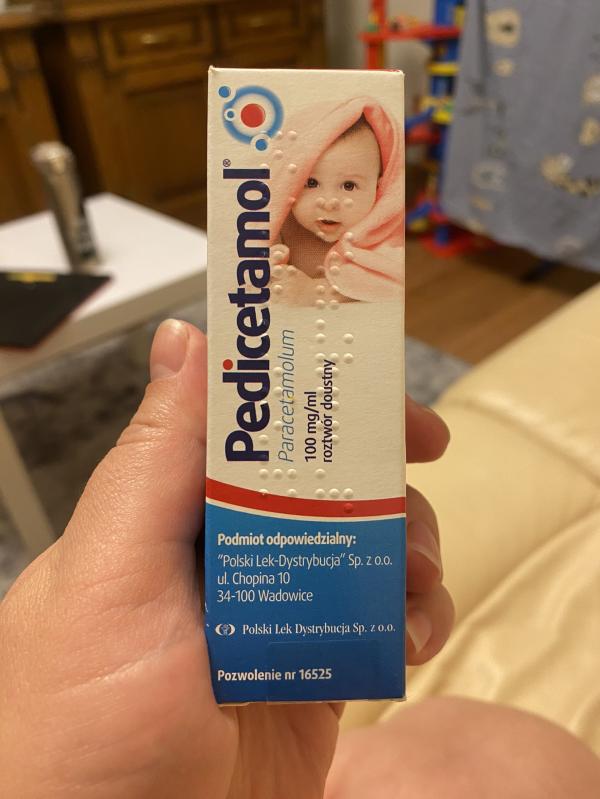 Pedicetamol®
Paracetamolum
100 mg/ml
roztwór doustny
Podmiot odpowiedzialny:
"Polski Lek-Dystrybucja" Sp. z o.o.
ul. Chopina 10
34-100 Wadowice
Polski Lek Dystrybucja Sp. z o.o.
Pozwolenie nr 16525